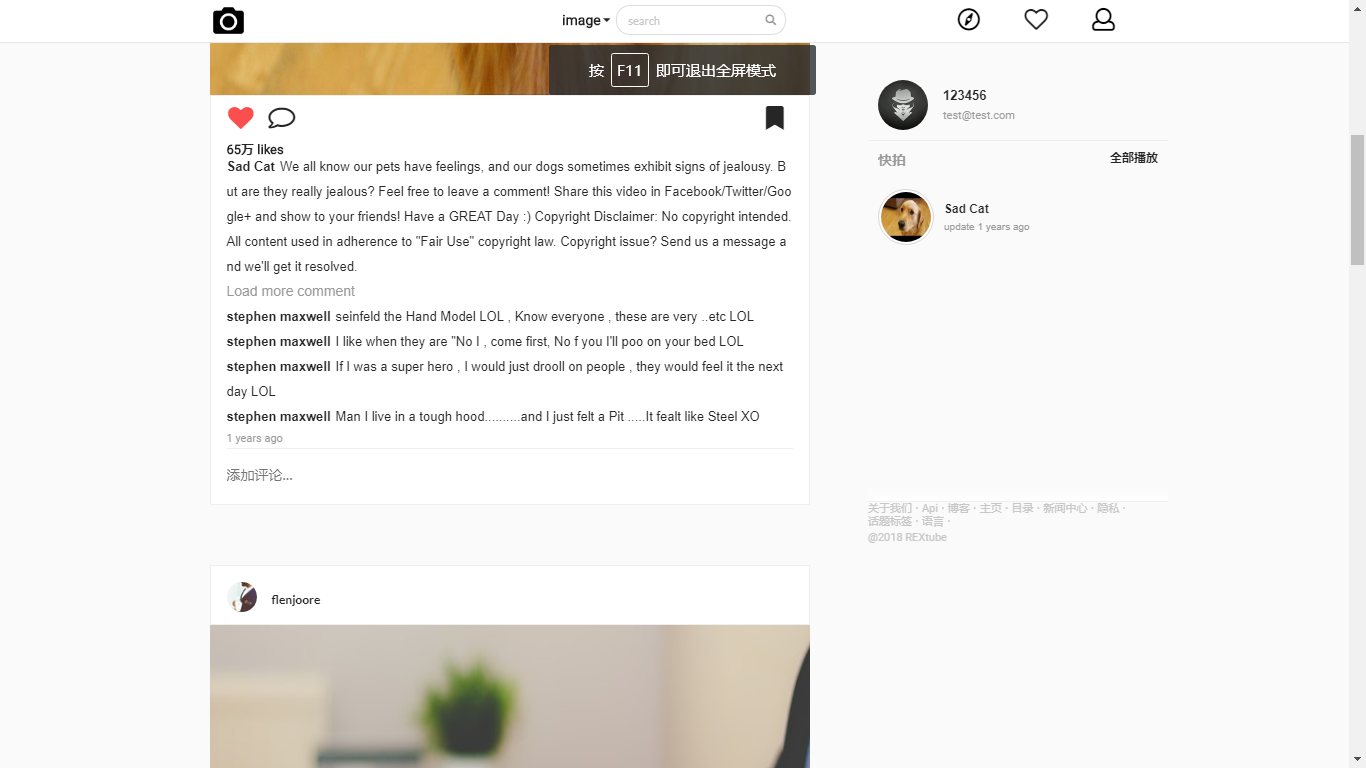 image
search
按 F11 即可退出全屏模式
65万 likes
Sad Cat We all know our pets have feelings, and our dogs sometimes exhibit signs of jealousy. B
ut are they really jealous? Feel free to leave a comment! Share this video in Facebook/Twitter/Goo
gle+ and show to your friends! Have a GREAT Day :) Copyright Disclaimer: No copyright intended.
All content used in adherence to "Fair Use" copyright law. Copyright issue? Send us a message a
nd we'll get it resolved.
Load more comment
stephen maxwell seinfeld the Hand Model LOL , Know everyone , these are very ..etc LOL
stephen maxwell I like when they are "No I , come first, No f you I'll poo on your bed LOL
stephen maxwell If I was a super hero , I would just drooll on people , they would feel it the next
day LOL
stephen maxwell Man I live in a tough hood..........and I just felt a Pit .....It fealt like Steel XO
1 years ago
添加评论...
flenjoore
123456
test@test.com
快拍 全部播放
Sad Cat
update 1 years ago
关于我们 · Api · 博客 · 主页 · 目录 · 新闻中心 · 隐私 ·
话题标签 · 语言 ·
@2018 REXtube